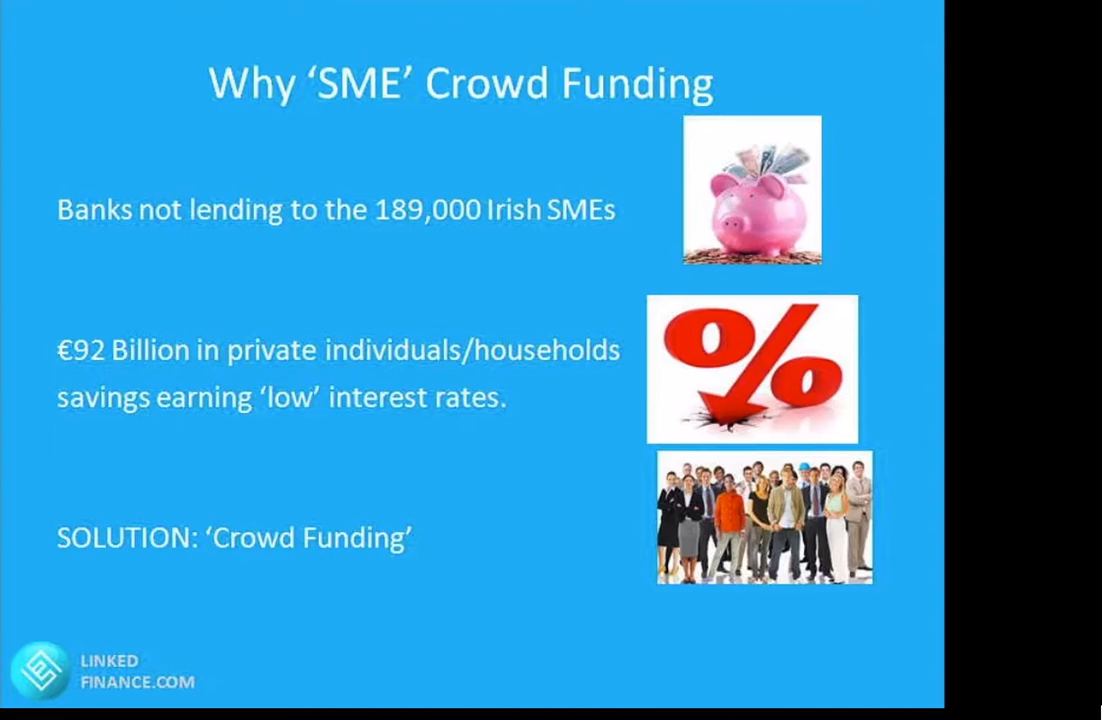 Why ‘SME’ Crowd Funding
Banks not lending to the 189,000 Irish SMEs
€92 Billion in private individuals/households
savings earning ‘low’ interest rates.
SOLUTION: ‘Crowd Funding’
LINKED
FINANCE.COM